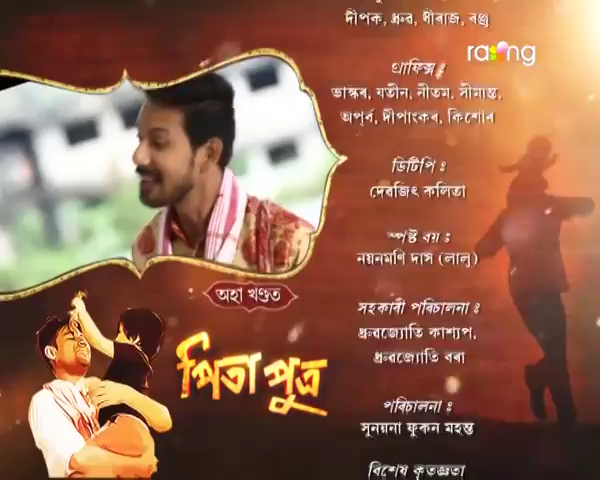 দীপক, ধ্ৰুৱ, ধীৰাজ, ৰঞ্জু
rang
গ্ৰাফিক্স :
ভাস্কৰ, যতীন, নীতম, সীমান্ত,
অপূৰ্ব, দীপাংকৰ, কিশোৰ
ডিটিপি :
দেৱজিৎ কলিতা
স্পষ্ট বয় :
নয়নমণি দাস (লালু)
অহা খণ্ডত
সহকাৰী পৰিচালনা :
ধ্ৰুৱজ্যোতি কাশ্যপ,
ধ্ৰুৱজ্যোতি বৰা
পিতা পুত্ৰ
পৰিচালনা :
সুনয়না ফুকন মহন্ত
বিশেষ কৃতজ্ঞতা